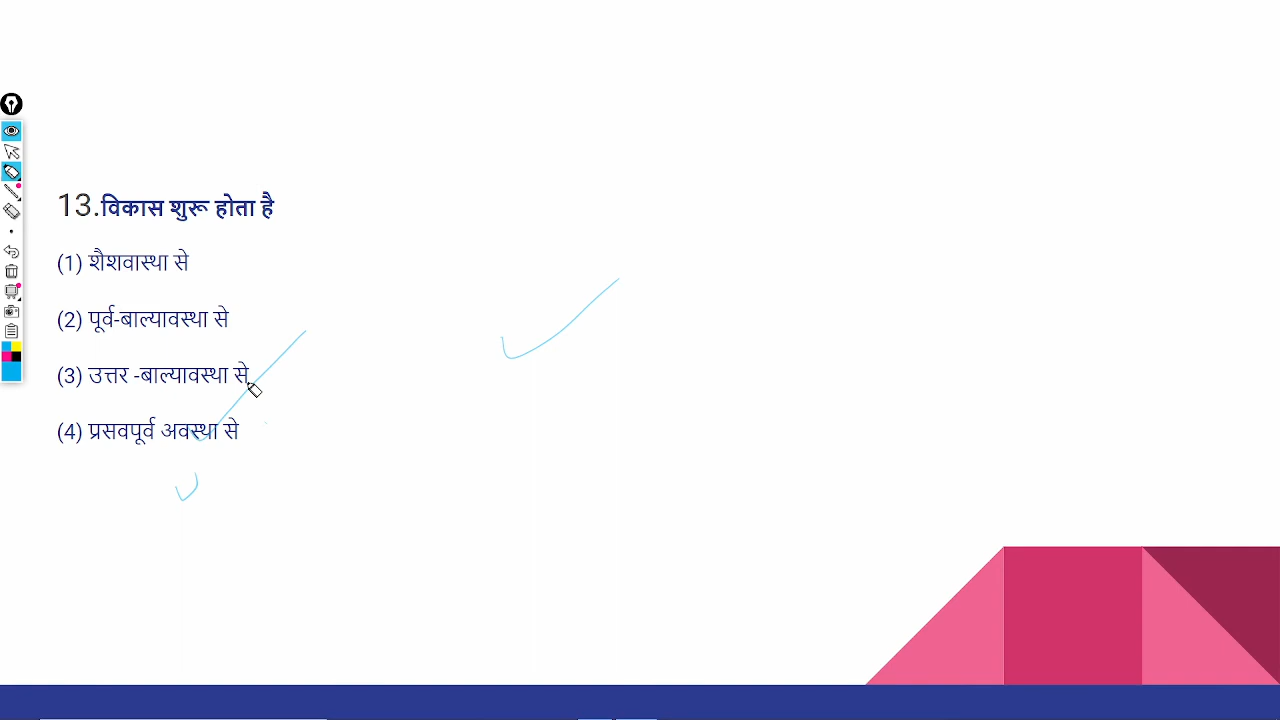 13.विकास शुरू होता है
(1) शैशवास्था से
(2) पूर्व-बाल्यावस्था से
(3) उत्तर -बाल्यावस्था से
(4) प्रसवपूर्व अवस्था से